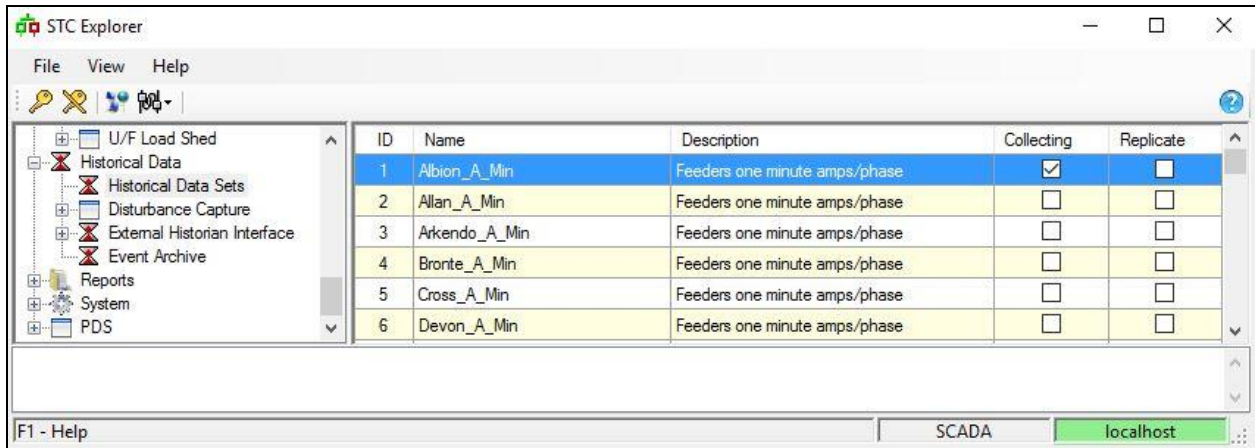 STC Explorer
File View Help
U/F Load Shed
Historical Data
Historical Data Sets
Disturbance Capture
External Historian Interface
Event Archive
Reports
System
PDS
ID Name Description Collecting Replicate
1 Albion_A_Min Feeders one minute amps/phase
2 Allan_A_Min Feeders one minute amps/phase
3 Arkendo_A_Min Feeders one minute amps/phase
4 Bronte_A_Min Feeders one minute amps/phase
5 Cross_A_Min Feeders one minute amps/phase
6 Devon_A_Min Feeders one minute amps/phase
F1 - Help SCADA localhost